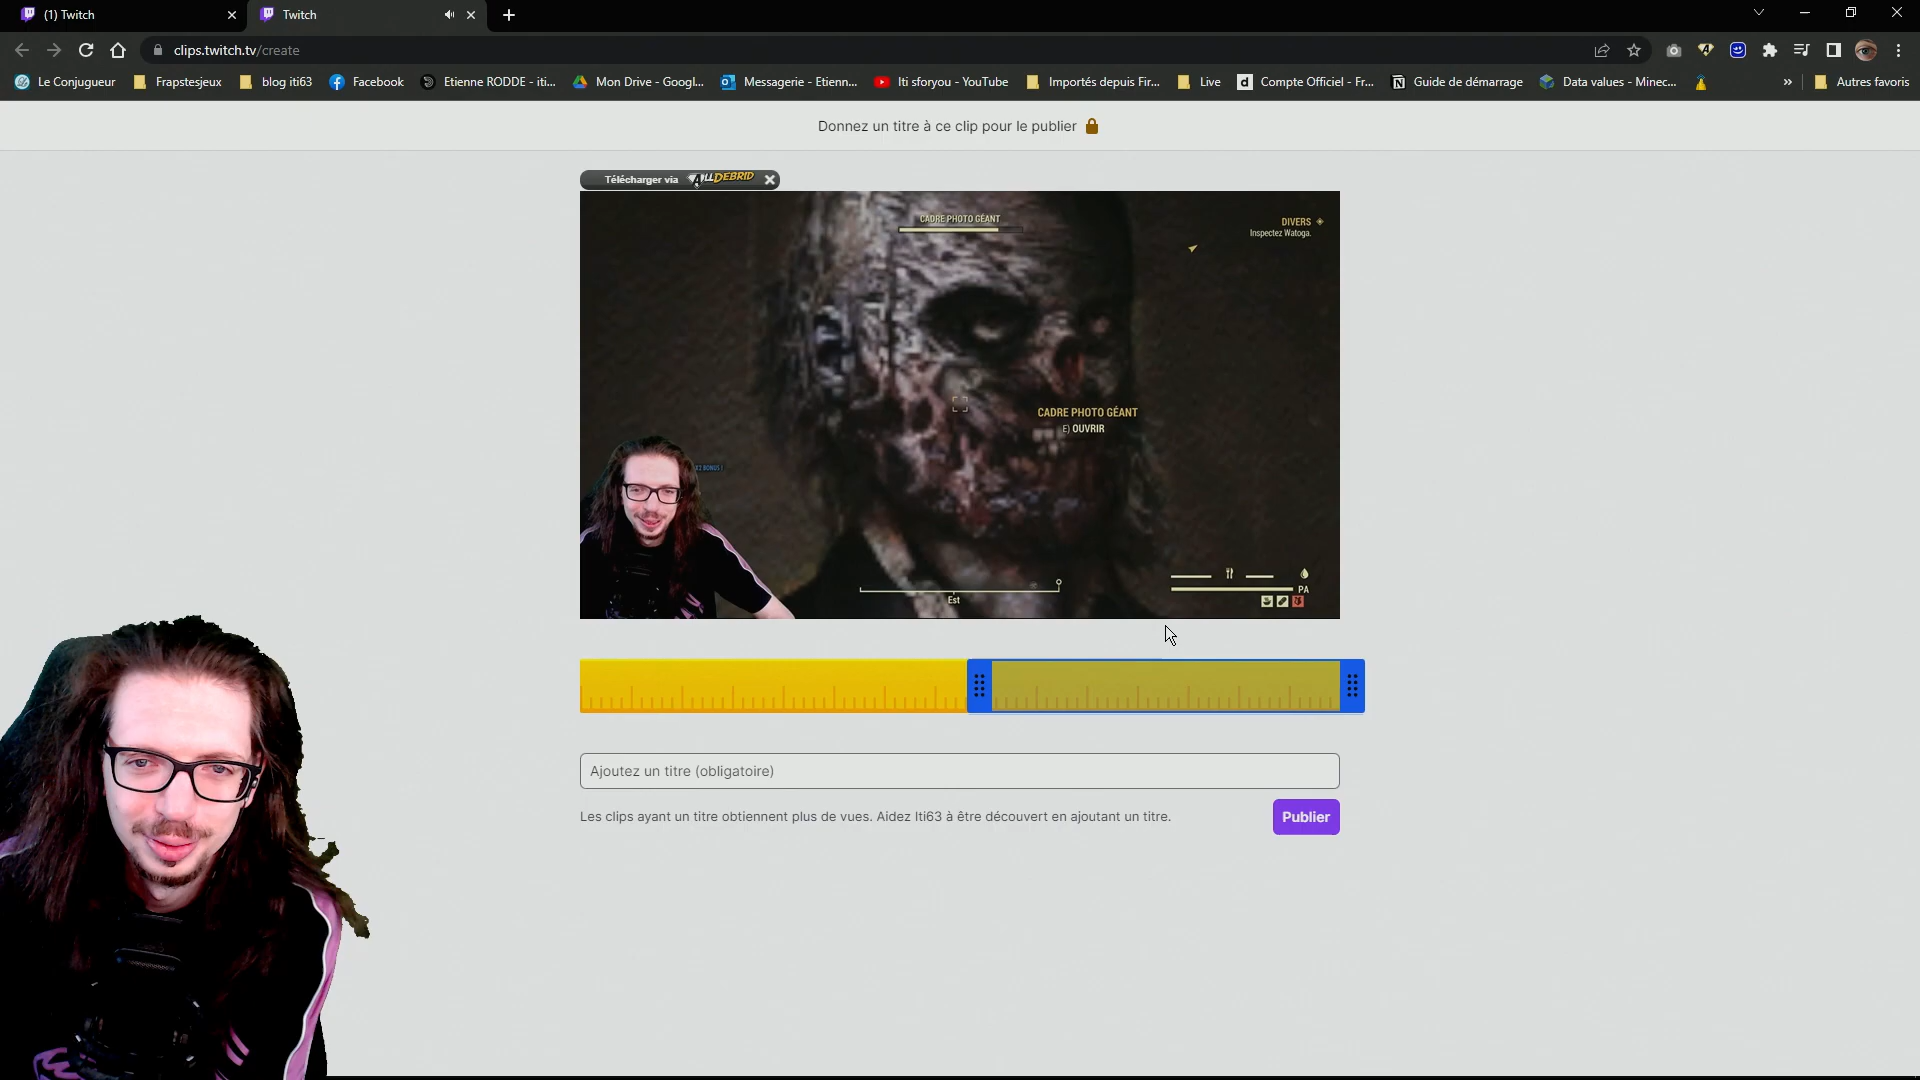 (1) Twitch
Twitch
clips.twitch.tv/create
Le Conjugueur
Frapstesjeux
blog iti63
Facebook
Etienne RODDE - iti...
Mon Drive - Googl...
Messagerie - Etienn...
Iti sforyou - YouTube
Importés depuis Fir...
Live
Compte Officiel - Fr...
Guide de démarrage
Data values - Minec...
»
Autres favoris
Donnez un titre à ce clip pour le publier
Télécharger via ALLDEBRID
CADRE PHOTO GÉANT
DIVERS
Inspectez Watoga.
CADRE PHOTO GÉANT
E) OUVRIR
X2 BONUS !
PA
Est
Ajoutez un titre (obligatoire)
Les clips ayant un titre obtiennent plus de vues. Aidez Iti63 à être découvert en ajoutant un titre.
Publier